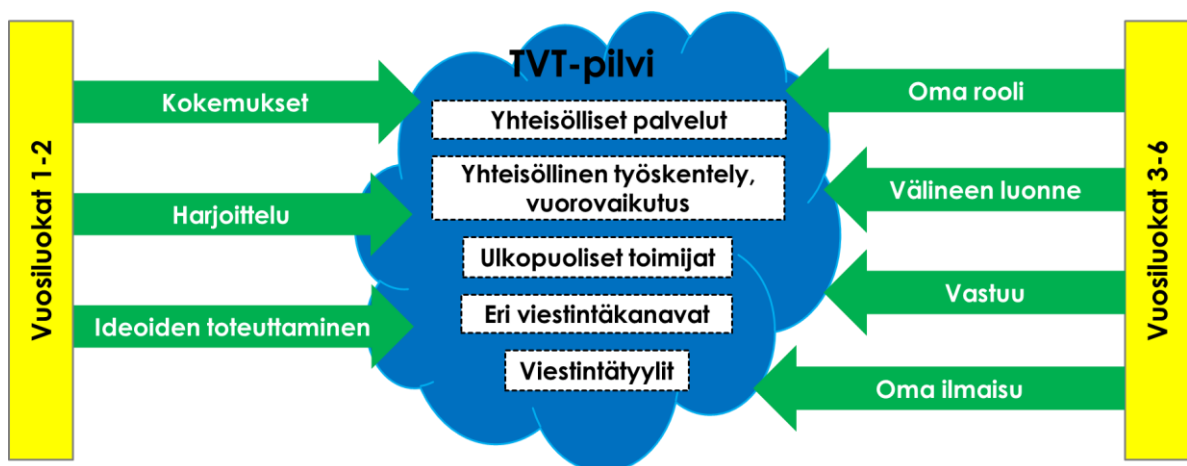 Vuosiluokat 1-2
Kokemukset
Harjoittelu
Ideoiden toteuttaminen
TVT-pilvi
Yhteisölliset palvelut
Yhteisöllinen työskentely,
vuorovaikutus
Ulkopuoliset toimijat
Eri viestintäkanavat
Viestintätyylit
Oma rooli
Välineen luonne
Vastuu
Oma ilmaisu
Vuosiluokat 3-6